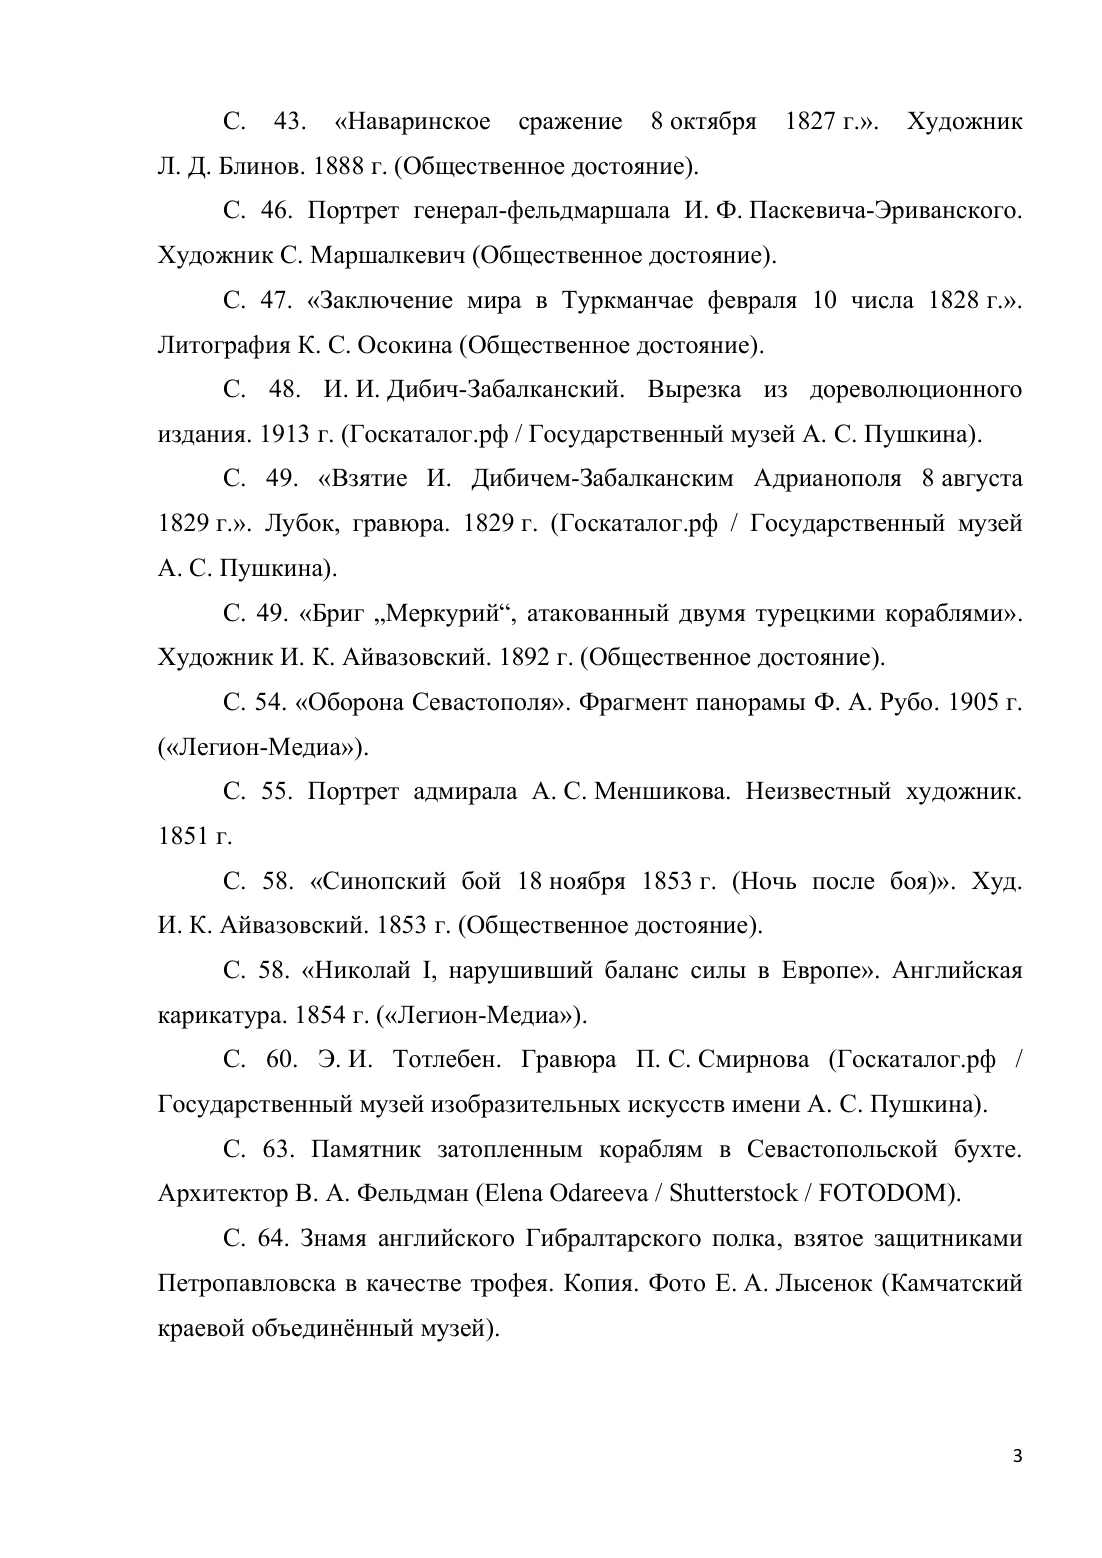 С. 43. «Наваринское сражение 8 октября 1827 г.». Художник
Л. Д. Блинов. 1888 г. (Общественное достояние).
С. 46. Портрет генерал-фельдмаршала И. Ф. Паскевича-Эриванского.
Художник С. Маршалкевич (Общественное достояние).
С. 47. «Заключение мира в Туркманчае февраля 10 числа 1828 г.».
Литография К. С. Осокина (Общественное достояние).
С. 48. И. И. Дибич-Забалканский. Вырезка из дореволюционного
издания. 1913 г. (Госкаталог.рф / Государственный музей А. С. Пушкина).
С. 49. «Взятие И. Дибичем-Забалканским Адрианополя 8 августа
1829 г.». Лубок, гравюра. 1829 г. (Госкаталог.рф / Государственный музей
А. С. Пушкина).
С. 49. «Бриг „Меркурий“, атакованный двумя турецкими кораблями».
Художник И. К. Айвазовский. 1892 г. (Общественное достояние).
С. 54. «Оборона Севастополя». Фрагмент панорамы Ф. А. Рубо. 1905 г.
(«Легион-Медиа»).
С. 55. Портрет адмирала А. С. Меншикова. Неизвестный художник.
1851 г.
С. 58. «Синопский бой 18 ноября 1853 г. (Ночь после боя)». Худ.
И. К. Айвазовский. 1853 г. (Общественное достояние).
С. 58. «Николай I, нарушивший баланс силы в Европе». Английская
карикатура. 1854 г. («Легион-Медиа»).
С. 60. Э. И. Тотлебен. Гравюра П. С. Смирнова (Госкаталог.рф /
Государственный музей изобразительных искусств имени А. С. Пушкина).
С. 63. Памятник затопленным кораблям в Севастопольской бухте.
Архитектор В. А. Фельдман (Elena Odareeva / Shutterstock / FOTODOM).
С. 64. Знамя английского Гибралтарского полка, взятое защитниками
Петропавловска в качестве трофея. Копия. Фото Е. А. Лысенок (Камчатский
краевой объединённый музей).
3